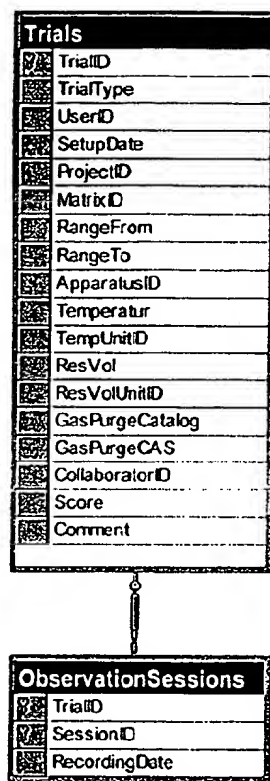 Trials
TrialID
TrialType
UserID
SetupDate
ProjectID
MatrixID
RangeFrom
RangeTo
ApparatusID
Temperatur
TempUnitID
ResVol
ResVolUnitID
GasPurgeCatalog
GasPurgeCAS
CollaboratorID
Score
Comment
ObservationSessions
TrialID
SessionID
RecordingDate